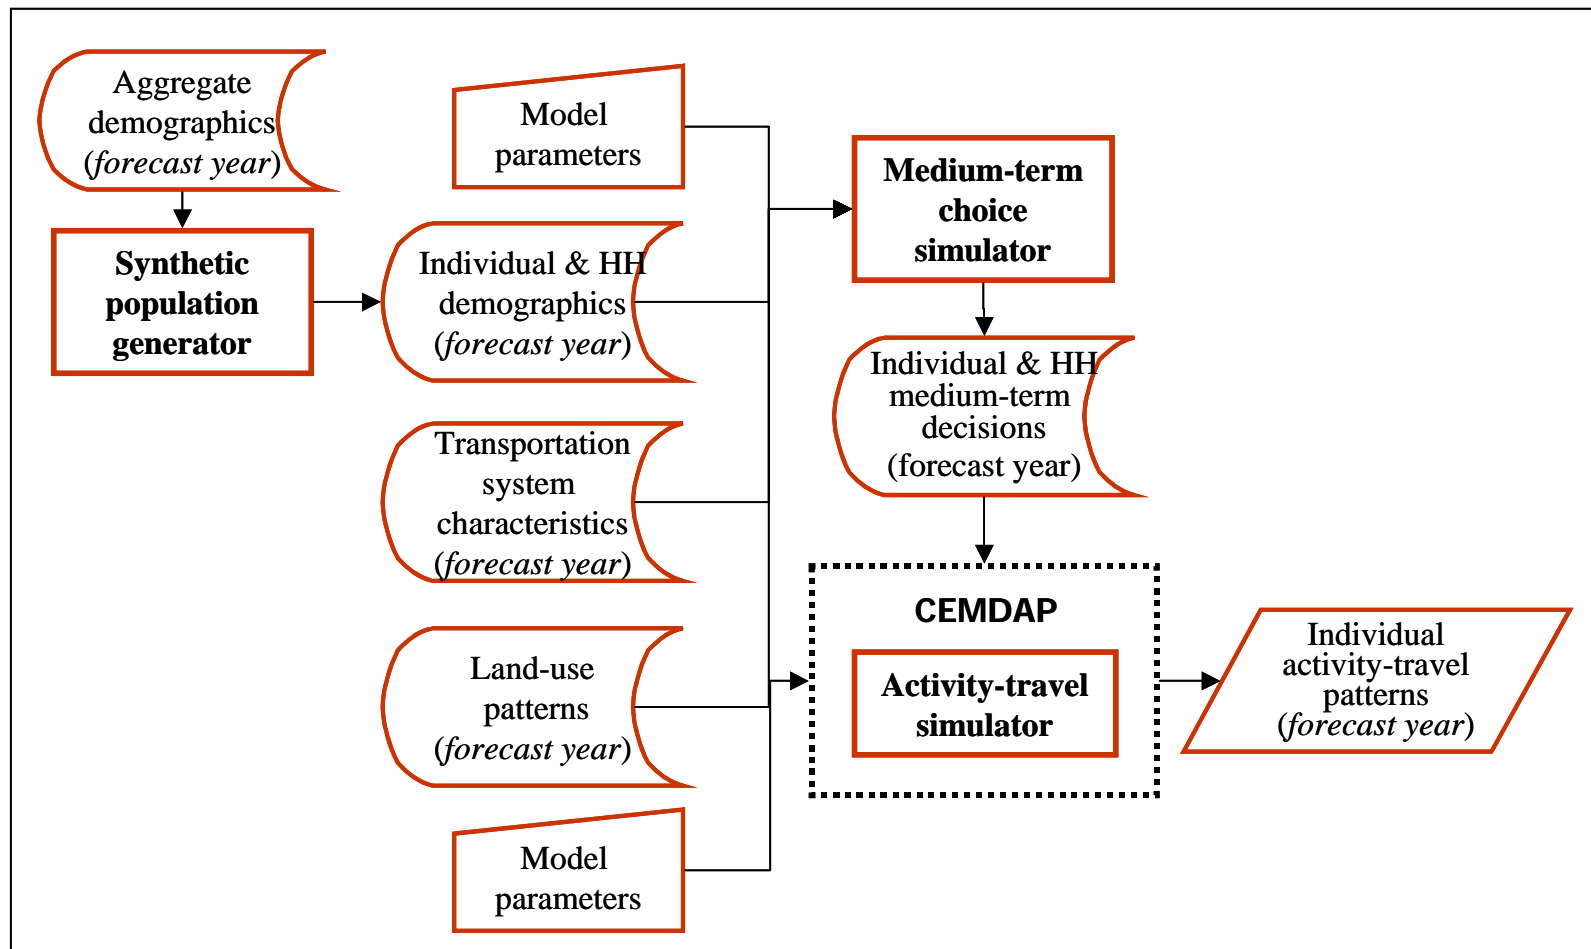 Aggregate
demographics
(forecast year)
Synthetic
population
generator
Model
parameters
Individual & HH
demographics
(forecast year)
Transportation
system
characteristics
(forecast year)
Land-use
patterns
(forecast year)
Model
parameters
Medium-term
choice
simulator
Individual & HH
medium-term
decisions
(forecast year)
CEMDAP
Activity-travel
simulator
Individual
activity-travel
patterns
(forecast year)